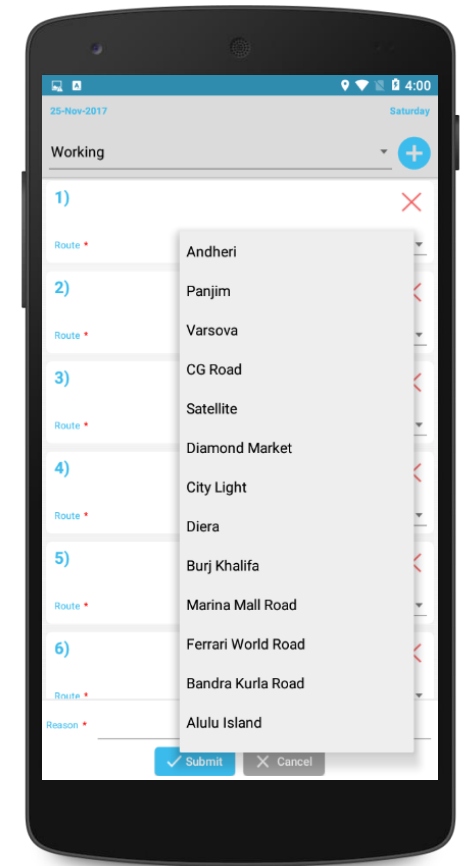 4:00
25-Nov-2017 Saturday
Working
1)
Route *
Andheri
2)
Panjim
Route *
Varsova
3)
CG Road
Satellite
Route *
Diamond Market
4)
City Light
Route *
Diera
5)
Burj Khalifa
Route *
Marina Mall Road
6)
Ferrari World Road
Route *
Bandra Kurla Road
Reason *
Alulu Island
Submit Cancel